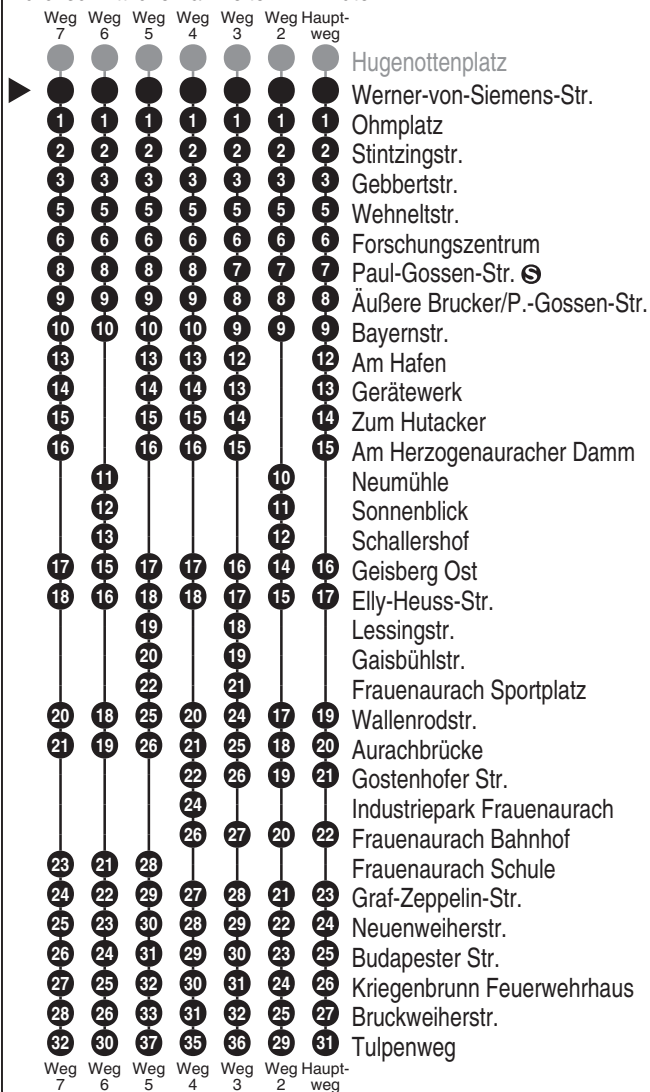 Weg Weg Weg Weg Weg Weg Haupt-
7 6 5 4 3 2 weg
Hugenottenplatz
Werner-von-Siemens-Str.
1 1 1 1 1 1 1 Ohmplatz
2 2 2 2 2 2 2 Stintzingstr.
3 3 3 3 3 3 3 Gebbertstr.
5 5 5 5 5 5 5 Wehneltstr.
6 6 6 6 6 6 6 Forschungszentrum
8 8 8 8 7 7 7 Paul-Gossen-Str. S
9 9 9 9 8 8 8 Äußere Brucker/P.-Gossen-Str.
10 10 10 10 9 9 9 Bayernstr.
13 13 13 12 12 Am Hafen
14 14 14 13 13 Gerätewerk
15 15 15 14 14 Zum Hutacker
16 16 16 15 15 Am Herzogenauracher Damm
11 10 Neumühle
12 11 Sonnenblick
13 12 Schallershof
17 15 17 17 16 14 16 Geisberg Ost
18 16 18 18 17 15 17 Elly-Heuss-Str.
19 18 Lessingstr.
20 19 Gaisbühlstr.
22 21 Frauenaurach Sportplatz
20 18 25 20 24 17 19 Wallenrodstr.
21 19 26 21 25 18 20 Aurachbrücke
22 26 19 21 Gostenhofer Str.
24 Industriepark Frauenaurach
26 27 20 22 Frauenaurach Bahnhof
23 21 28 Frauenaurach Schule
24 22 29 27 28 21 23 Graf-Zeppelin-Str.
25 23 30 28 29 22 24 Neuenweiherstr.
26 24 31 29 30 23 25 Budapester Str.
27 25 32 30 31 24 26 Kriegenbrunn Feuerwehrhaus
28 26 33 31 32 25 27 Bruckweiherstr.
32 30 37 35 36 29 31 Tulpenweg
Weg Weg Weg Weg Weg Weg Haupt-
7 6 5 4 3 2 weg